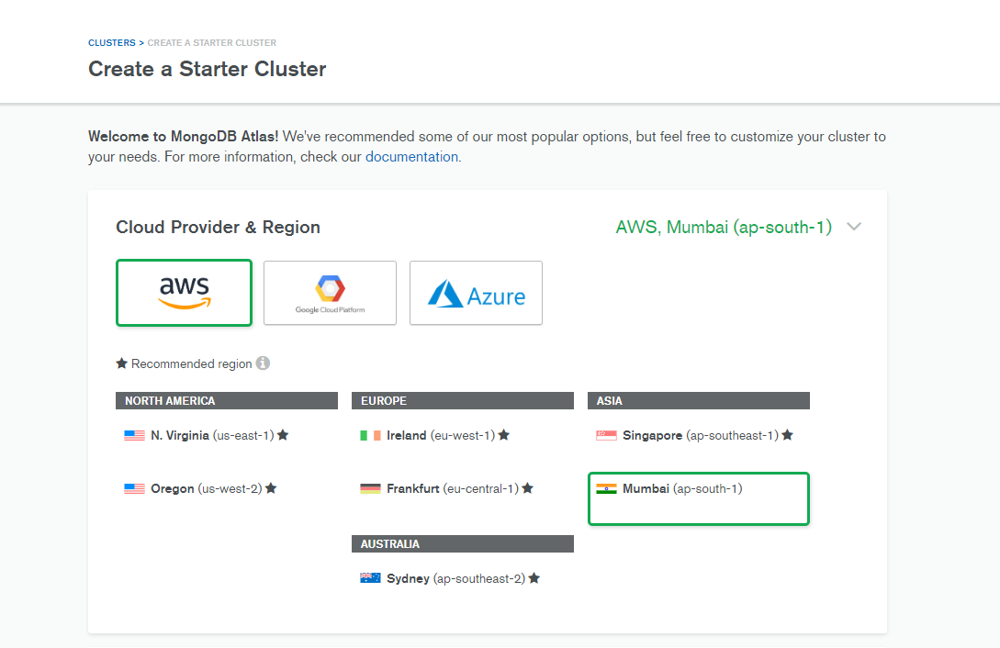 CLUSTERS > CREATE A STARTER CLUSTER
Create a Starter Cluster
Welcome to MongoDB Atlas! We've recommended some of our most popular options, but feel free to customize your cluster to
your needs. For more information, check our documentation.
Cloud Provider & Region
AWS, Mumbai (ap-south-1)
aws
Google Cloud Platform
Azure
Recommended region
NORTH AMERICA
N. Virginia (us-east-1)
Oregon (us-west-2)
EUROPE
Ireland (eu-west-1)
Frankfurt (eu-central-1)
AUSTRALIA
Sydney (ap-southeast-2)
ASIA
Singapore (ap-southeast-1)
Mumbai (ap-south-1)